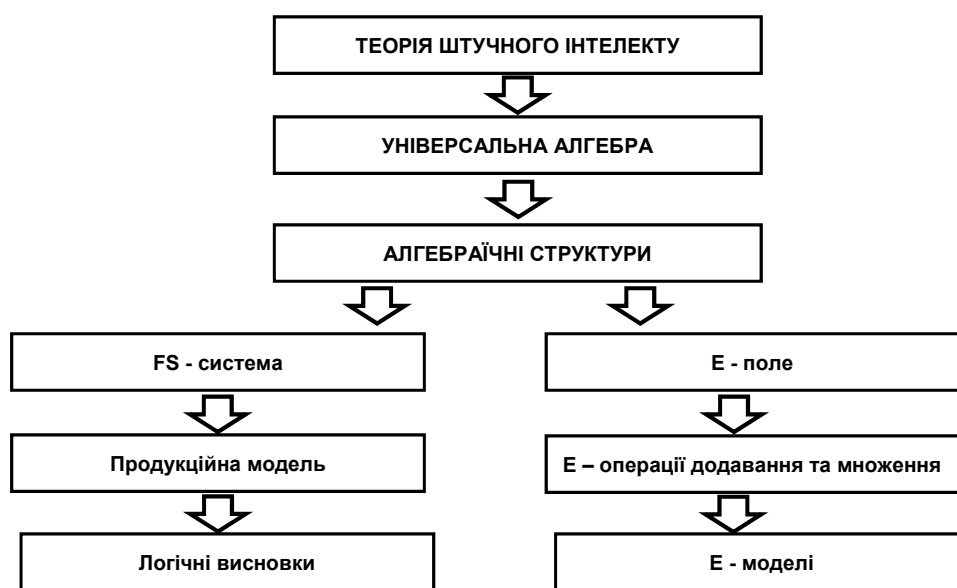 ТЕОРІЯ ШТУЧНОГО ІНТЕЛЕКТУ
УНІВЕРСАЛЬНА АЛГЕБРА
АЛГЕБРАЇЧНІ СТРУКТУРИ
FS - система
Е - поле
Продукційна модель
Е – операції додавання та множення
Логічні висновки
Е - моделі